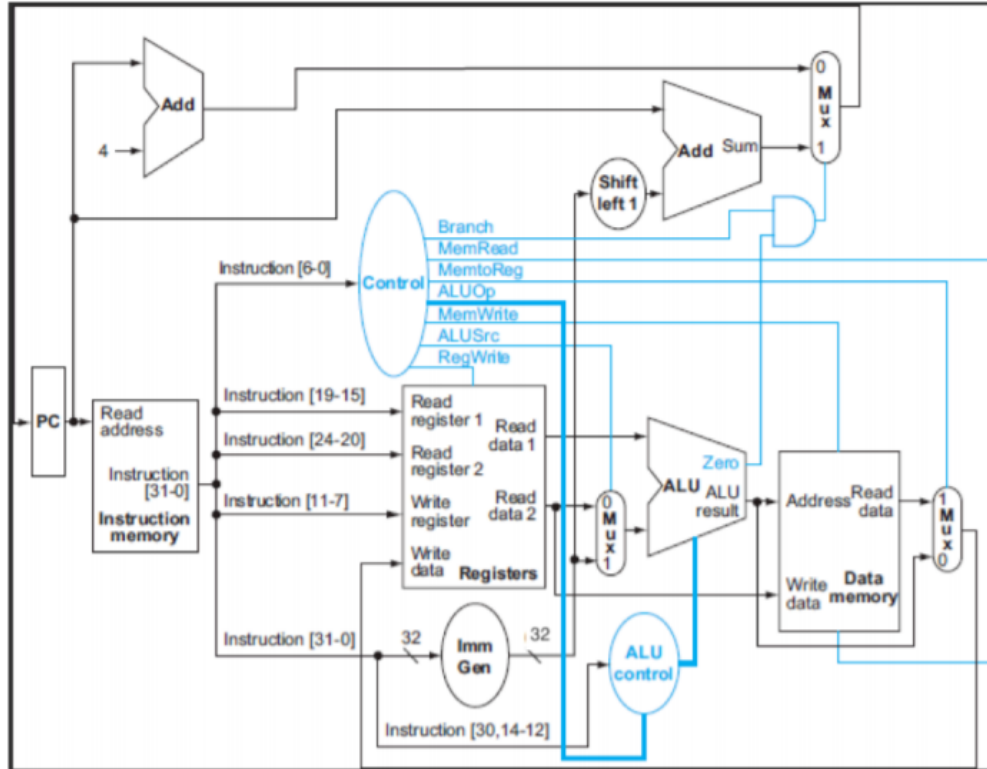 0
Mux
1
Add
4
Add Sum
Shift
left 1
Branch
MemRead
MemtoReg
ALUOp
MemWrite
ALUSrc
RegWrite
Control
Instruction [6-0]
PC
Read
address
Instruction
[31-0]
Instruction
memory
Instruction [19-15]
Instruction [24-20]
Instruction [11-7]
Instruction [31-0]
Instruction [30,14-12]
Read
register 1
Read
register 2
Write
register
Write
data
Read
data 1
Read
data 2
Registers
32
Imm
Gen
32
0
Mux
1
Zero
ALU
ALU
result
ALU
control
Address
Read
data
Write
data
Data
memory
1
Mux
0